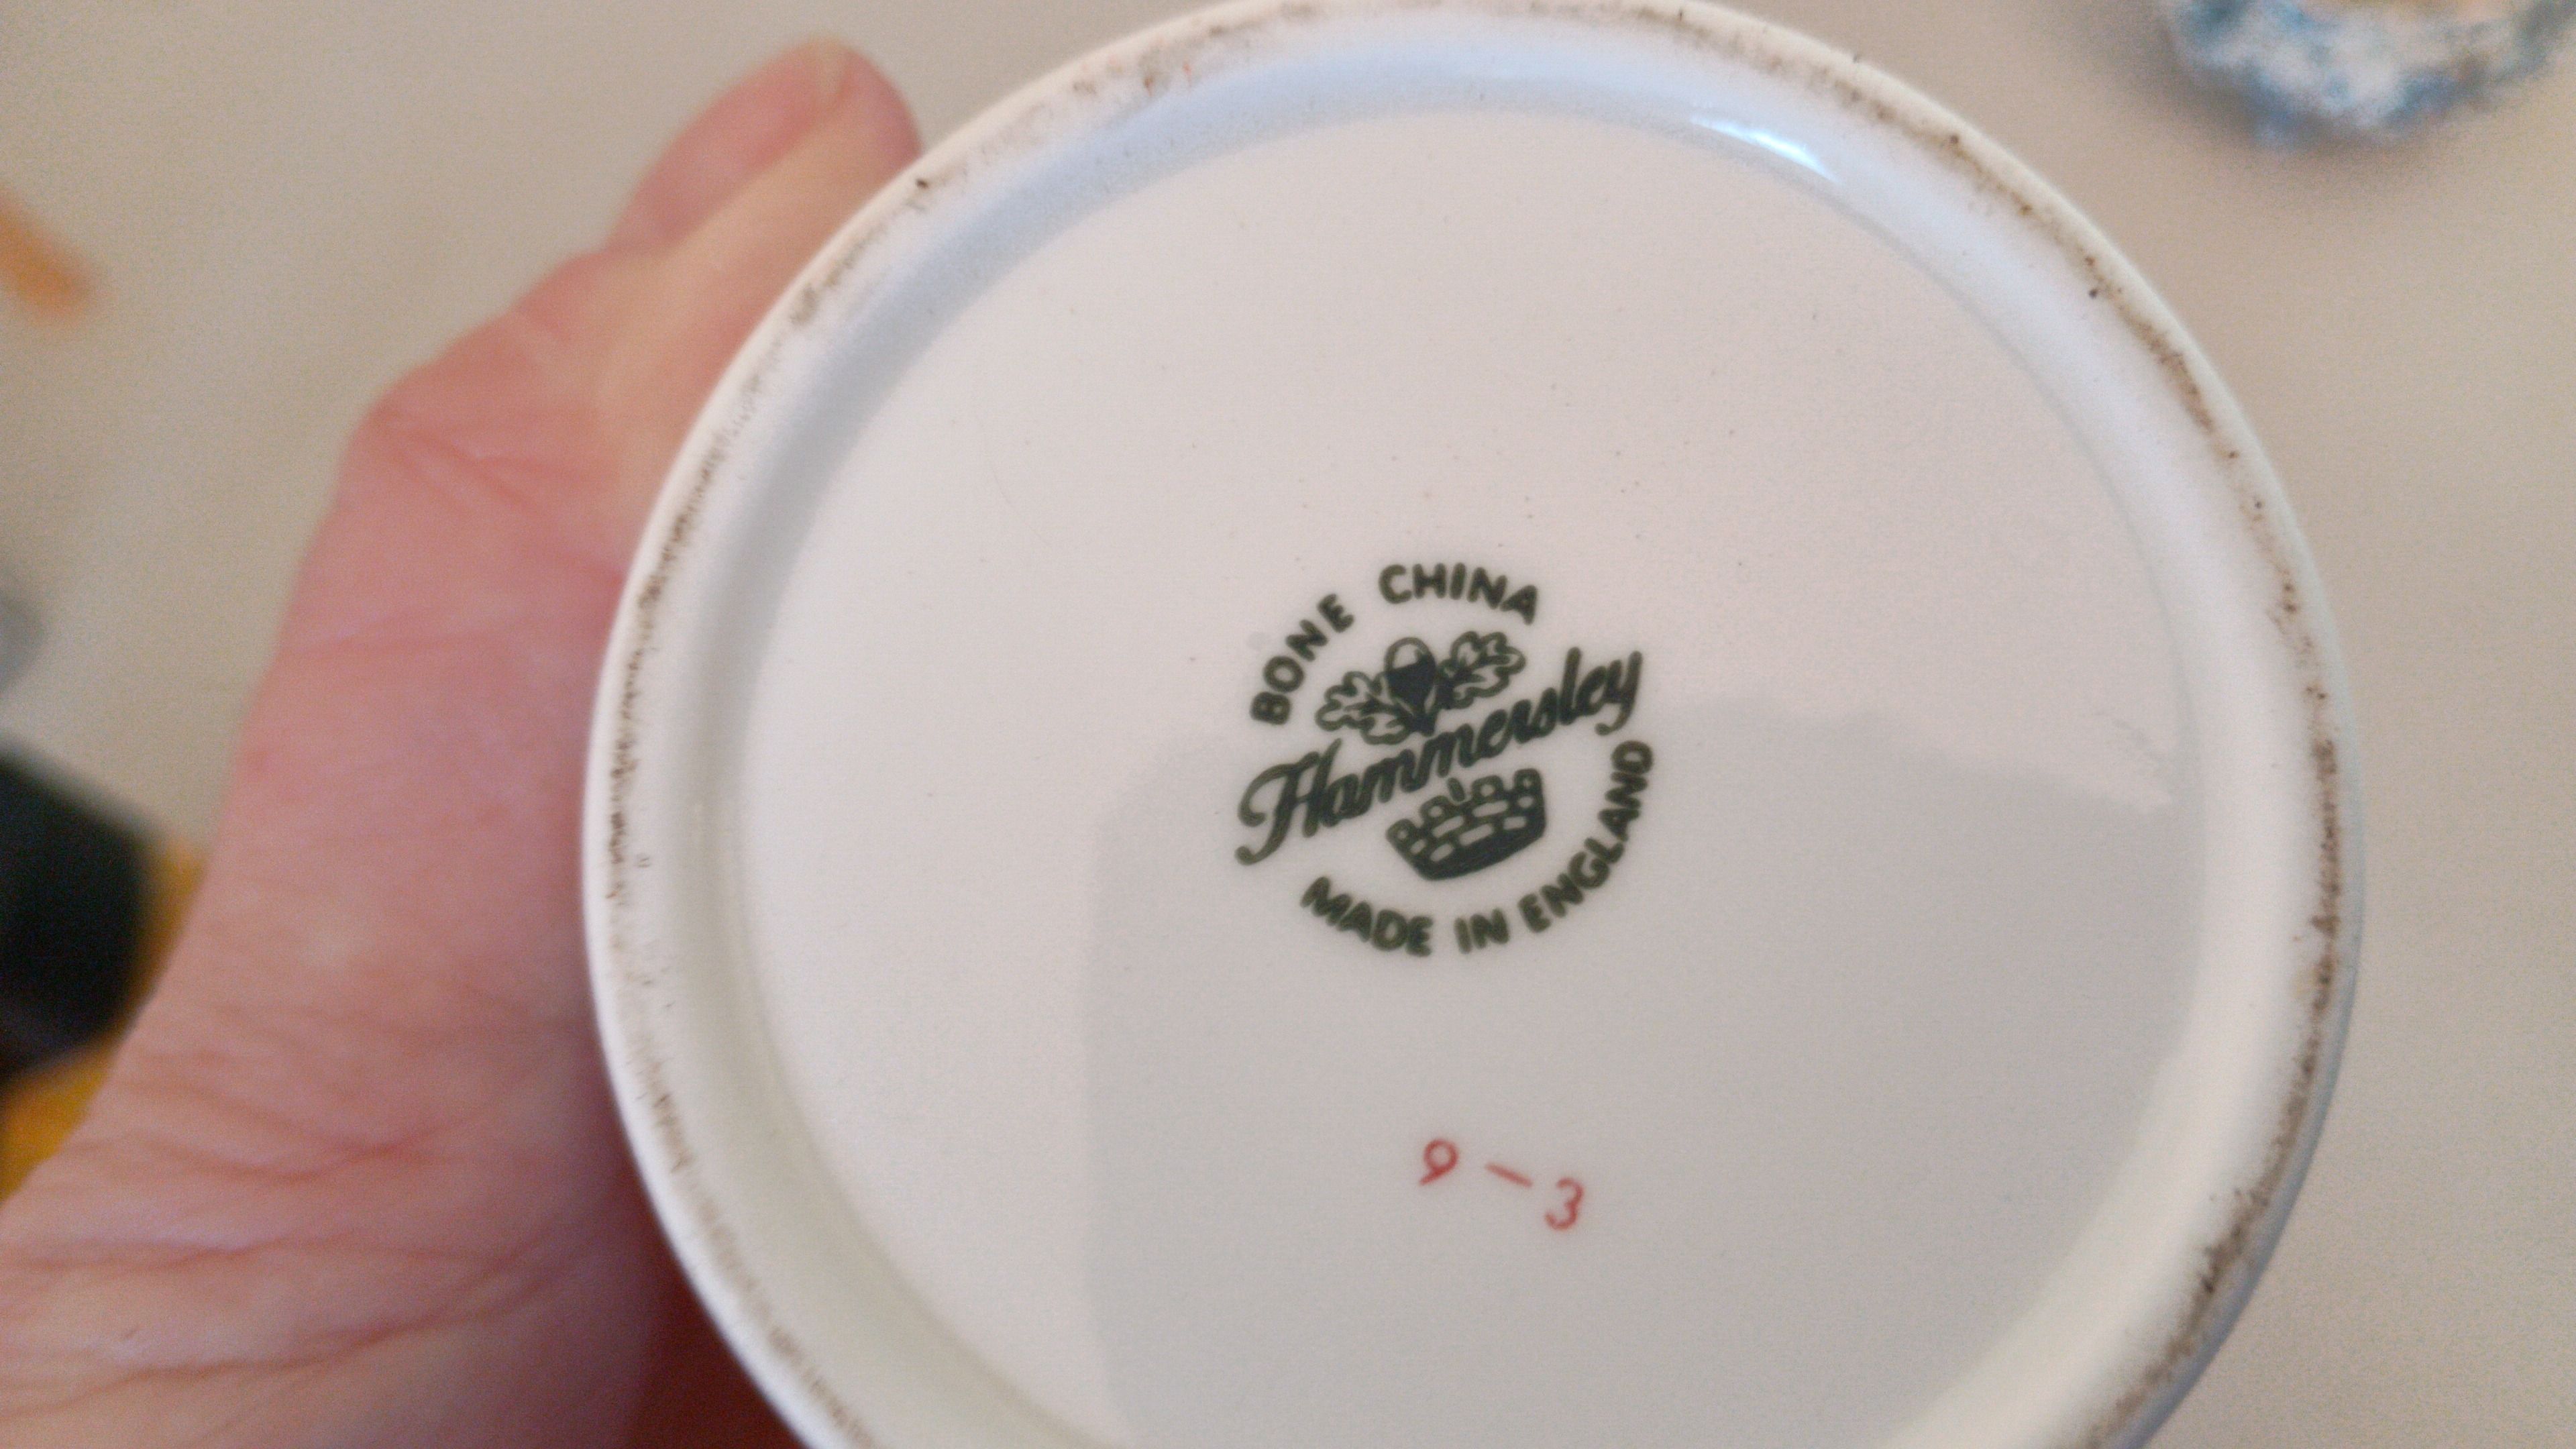 BONE CHINA
Hammersley
MADE IN ENGLAND
9-3